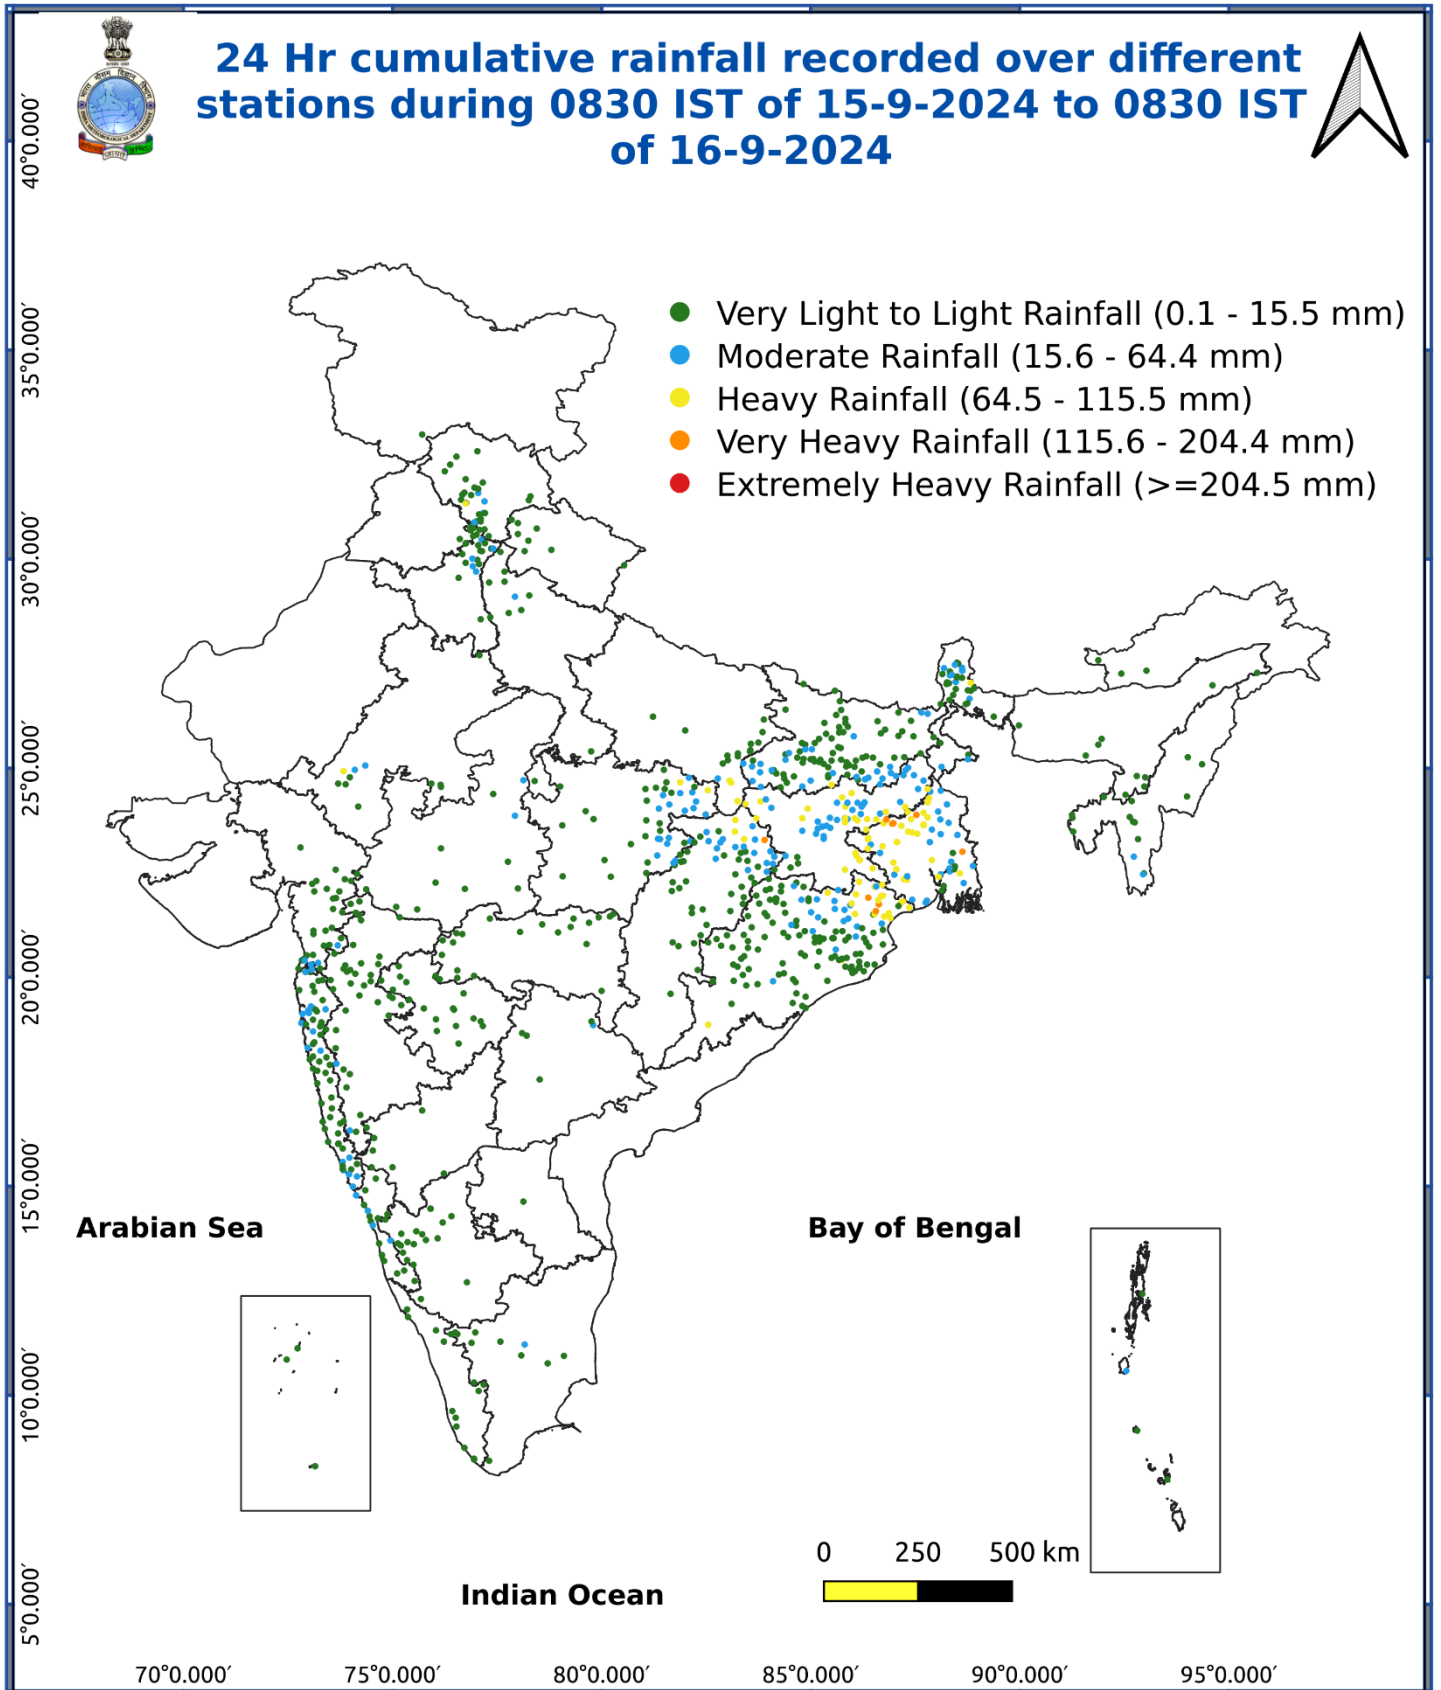 24 Hr cumulative rainfall recorded over different
stations during 0830 IST of 15-9-2024 to 0830 IST
of 16-9-2024
Very Light to Light Rainfall (0.1 - 15.5 mm)
Moderate Rainfall (15.6 - 64.4 mm)
Heavy Rainfall (64.5 - 115.5 mm)
Very Heavy Rainfall (115.6 - 204.4 mm)
Extremely Heavy Rainfall (>=204.5 mm)
40°0.000′
35°0.000′
30°0.000′
25°0.000′
20°0.000′
15°0.000′
10°0.000′
5°0.000′
Arabian Sea
Bay of Bengal
Indian Ocean
0 250 500 km
70°0.000′ 75°0.000′ 80°0.000′ 85°0.000′ 90°0.000′ 95°0.000′